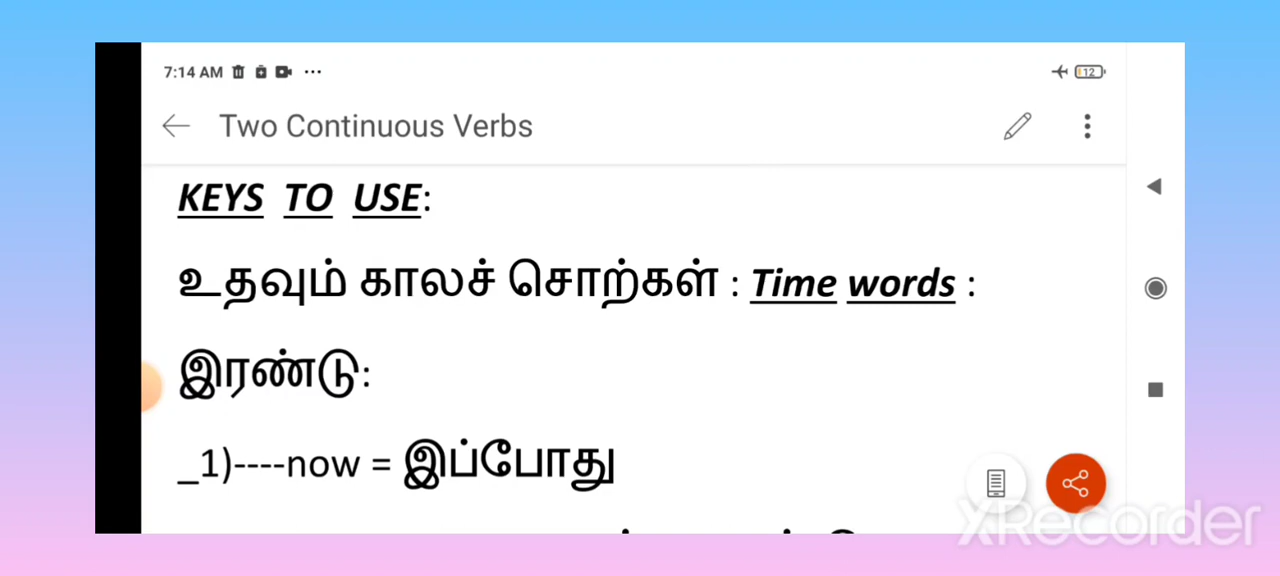 7:14 AM 12
Two Continuous Verbs
KEYS TO USE:
உதவும் காலச் சொற்கள் : Time words :
இரண்டு:
_1)----now = இப்போது
XRecorder